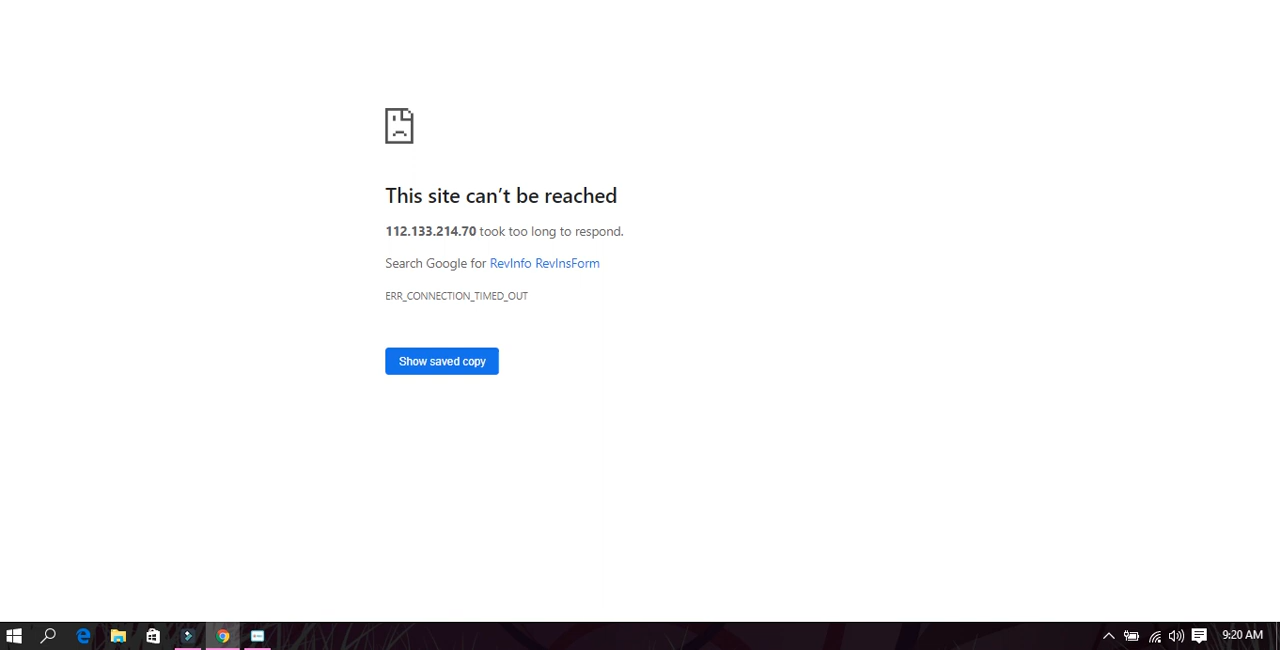 This site can’t be reached
112.133.214.70 took too long to respond.
Search Google for RevInfo RevInsForm
ERR_CONNECTION_TIMED_OUT
Show saved copy
9:20 AM